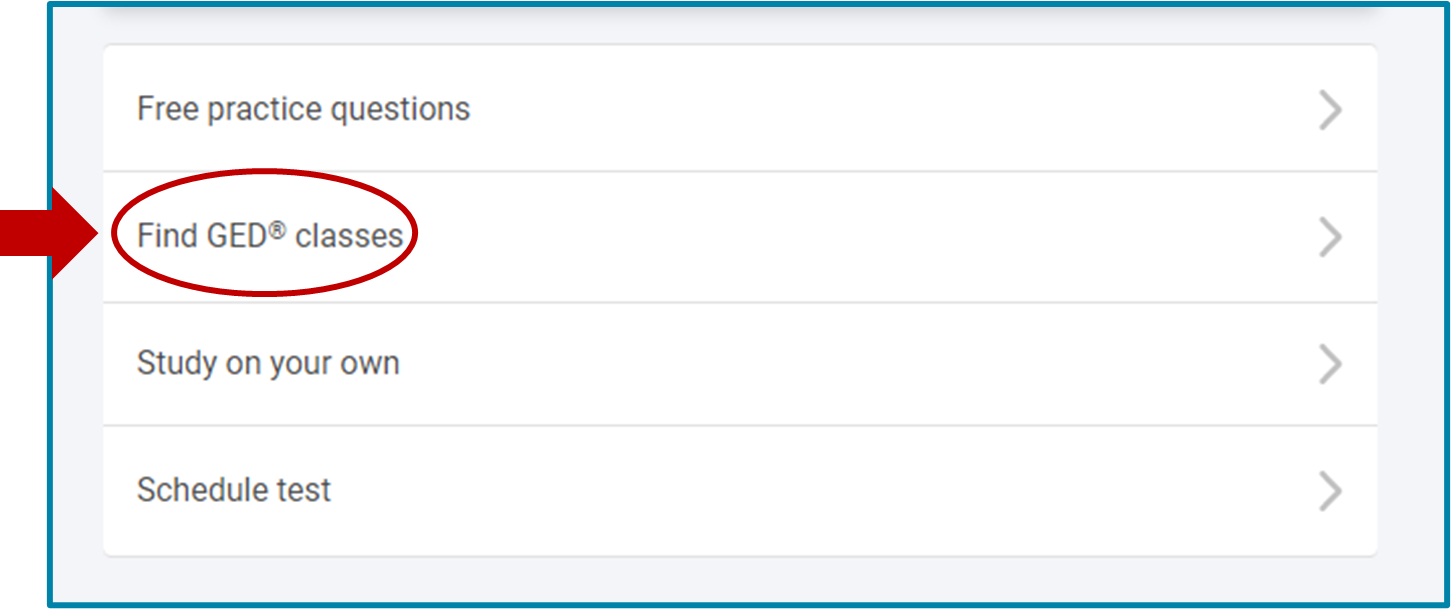 Free practice questions
Find GED® classes
Study on your own
Schedule test